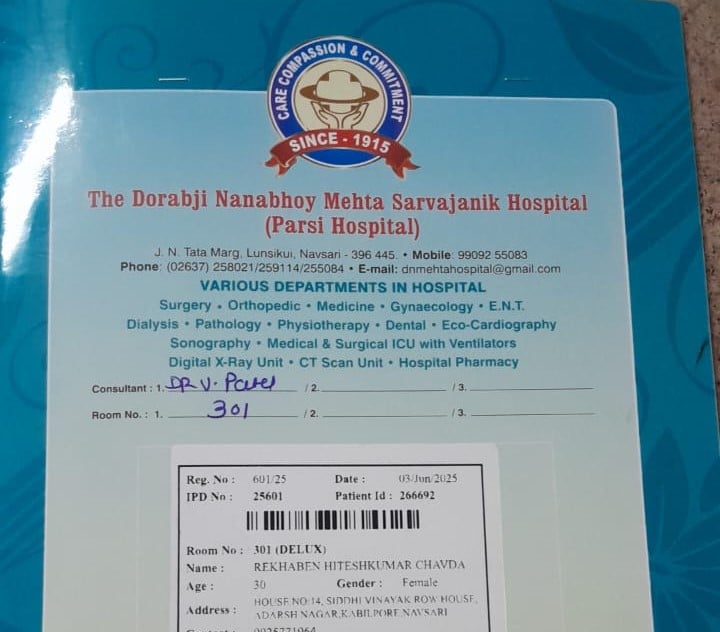 CARE COMPASSION & COMMITMENT
SINCE - 1915
The Dorabji Nanabhoy Mehta Sarvajanik Hospital
(Parsi Hospital)
J. N. Tata Marg, Lunsikui, Navsari - 396 445. • Mobile: 99092 55083
Phone: (02637) 258021/259114/255084 • E-mail: dnmehtahospital@gmail.com
VARIOUS DEPARTMENTS IN HOSPITAL
Surgery • Orthopedic • Medicine • Gynaecology • E.N.T.
Dialysis • Pathology • Physiotherapy • Dental • Eco-Cardiography
Sonography • Medical & Surgical ICU with Ventilators
Digital X-Ray Unit • CT Scan Unit • Hospital Pharmacy
Consultant : 1. DR V. Patel / 2. / 3.
Room No. : 1. 301 / 2. / 3.
Reg. No : 601/25 Date : 03/Jun/2025
IPD No : 25601 Patient Id : 266692
Room No : 301 (DELUX)
Name : REKHABEN HITESHKUMAR CHAVDA
Age : 30 Gender : Female
Address : HOUSE NO:14, SIDDHI VINAYAK ROW HOUSE,
ADARSH NAGAR,KABILPORE,NAVSARI